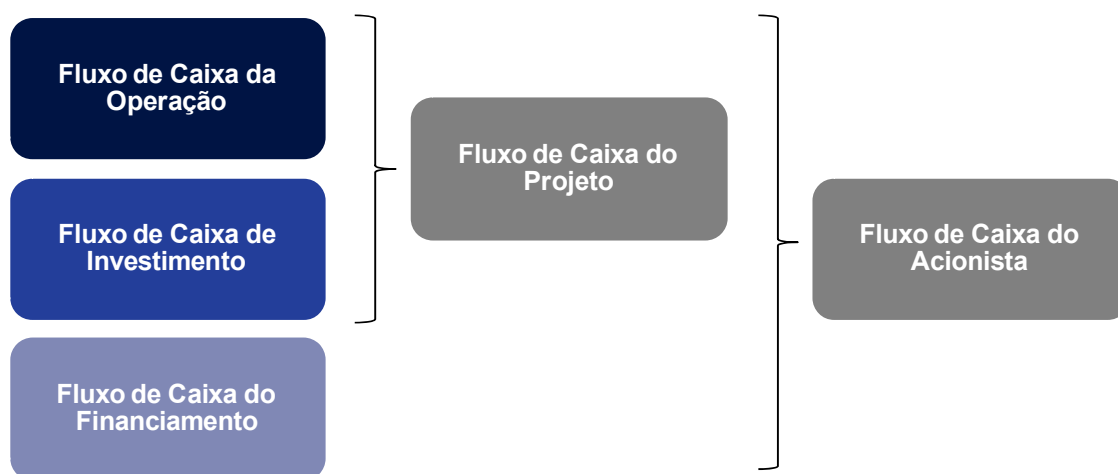 Fluxo de Caixa da
Operação
Fluxo de Caixa de
Investimento
Fluxo de Caixa do
Financiamento
Fluxo de Caixa do
Projeto
Fluxo de Caixa do
Acionista